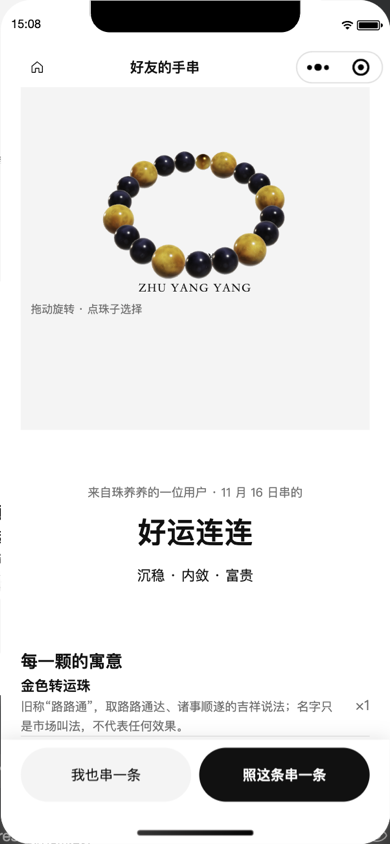 15:08
好友的手串
ZHU YANG YANG
拖动旋转 · 点珠子选择
来自珠养养的一位用户 · 11 月 16 日串的
好运连连
沉稳 · 内敛 · 富贵
每一颗的寓意
金色转运珠
旧称“路路通”，取路路通达、诸事顺遂的吉祥说法；名字只
是市场叫法，不代表任何效果。
×1
我也串一条
照这条串一条